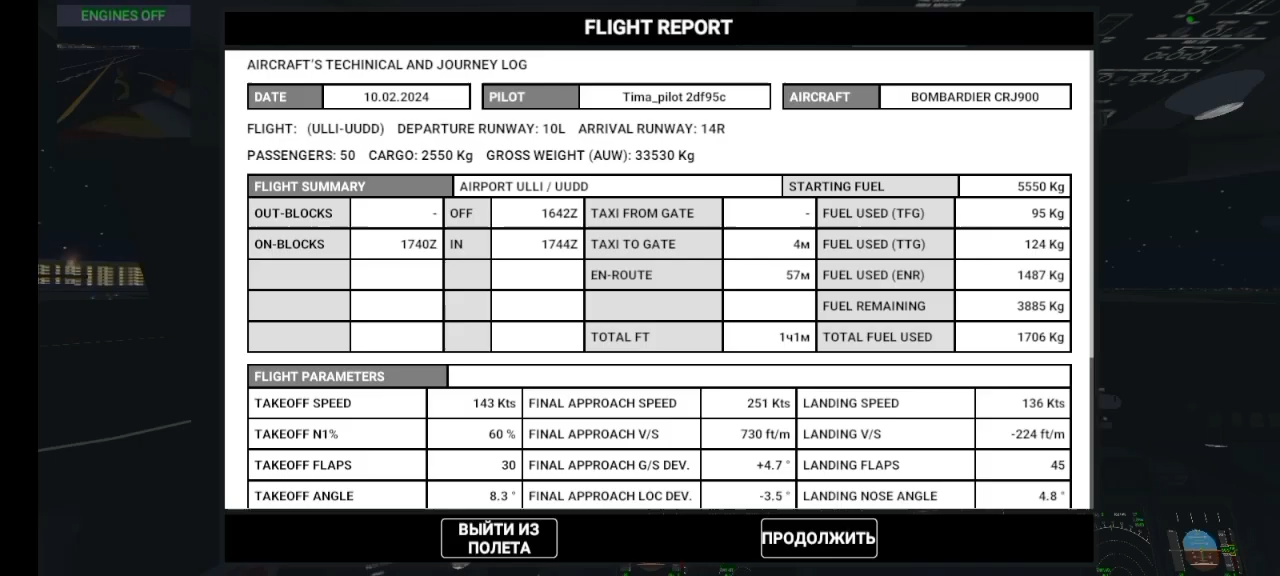 ENGINES OFF
FLIGHT REPORT
AIRCRAFT'S TECHINICAL AND JOURNEY LOG
DATE 10.02.2024 PILOT Tima_pilot 2df95c AIRCRAFT BOMBARDIER CRJ900
FLIGHT: (ULLI-UUDD) DEPARTURE RUNWAY: 10L ARRIVAL RUNWAY: 14R
PASSENGERS: 50 CARGO: 2550 Kg GROSS WEIGHT (AUW): 33530 Kg
FLIGHT SUMMARY AIRPORT ULLI / UUDD STARTING FUEL 5550 Kg
OUT-BLOCKS - OFF 1642Z TAXI FROM GATE - FUEL USED (TFG) 95 Kg
ON-BLOCKS 1740Z IN 1744Z TAXI TO GATE 4м FUEL USED (TTG) 124 Kg
EN-ROUTE 57м FUEL USED (ENR) 1487 Kg
FUEL REMAINING 3885 Kg
TOTAL FT 1ч1м TOTAL FUEL USED 1706 Kg
FLIGHT PARAMETERS
TAKEOFF SPEED 143 Kts FINAL APPROACH SPEED 251 Kts LANDING SPEED 136 Kts
TAKEOFF N1% 60 % FINAL APPROACH V/S 730 ft/m LANDING V/S -224 ft/m
TAKEOFF FLAPS 30 FINAL APPROACH G/S DEV. +4.7 ° LANDING FLAPS 45
TAKEOFF ANGLE 8.3 ° FINAL APPROACH LOC DEV. -3.5 ° LANDING NOSE ANGLE 4.8 °
ВЫЙТИ ИЗ
ПОЛЕТА
ПРОДОЛЖИТЬ